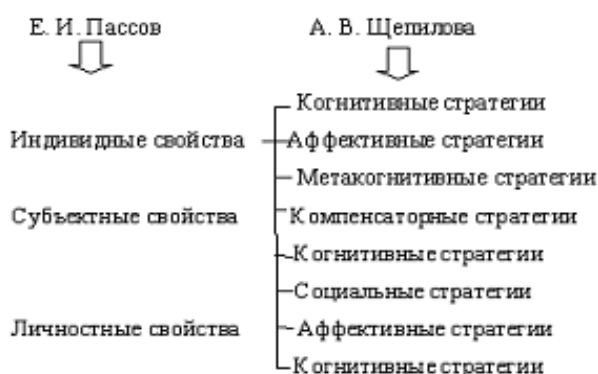 Е. И. Пассов А. В. Щепилова
Когнитивные стратегии
Индивидные свойства Аффективные стратегии
Метакогнитивные стратегии
Субъектные свойства Компенсаторные стратегии
Когнитивные стратегии
Социальные стратегии
Личностные свойства Аффективные стратегии
Когнитивные стратегии